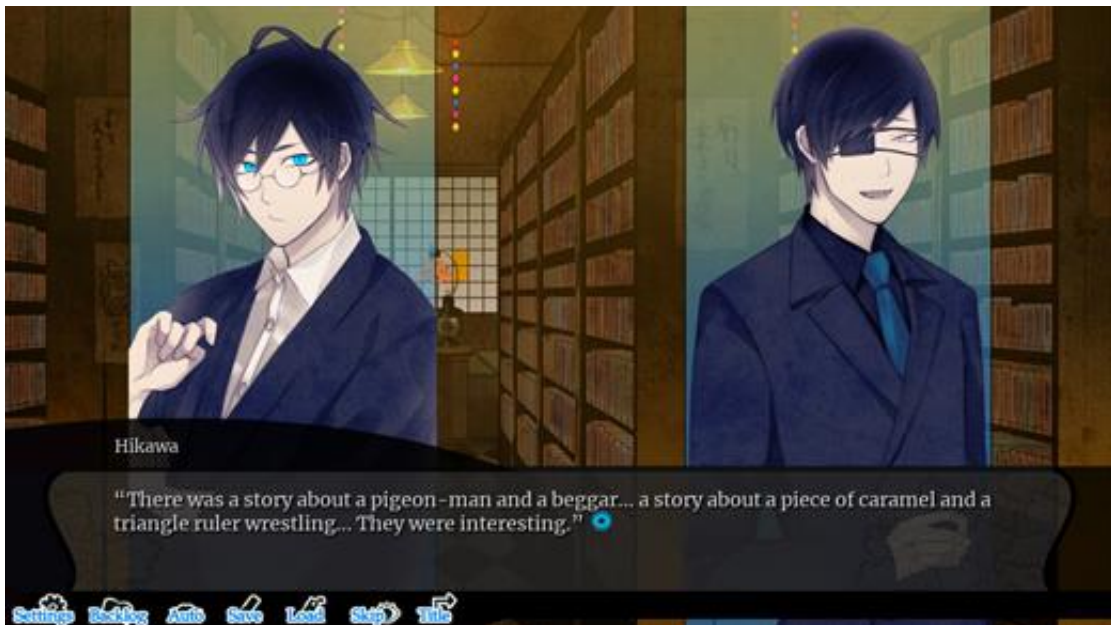 Hikawa
“There was a story about a pigeon-man and a beggar... a story about a piece of caramel and a
triangle ruler wrestling... They were interesting.”
Settings Backlog Auto Save Load Skip Title